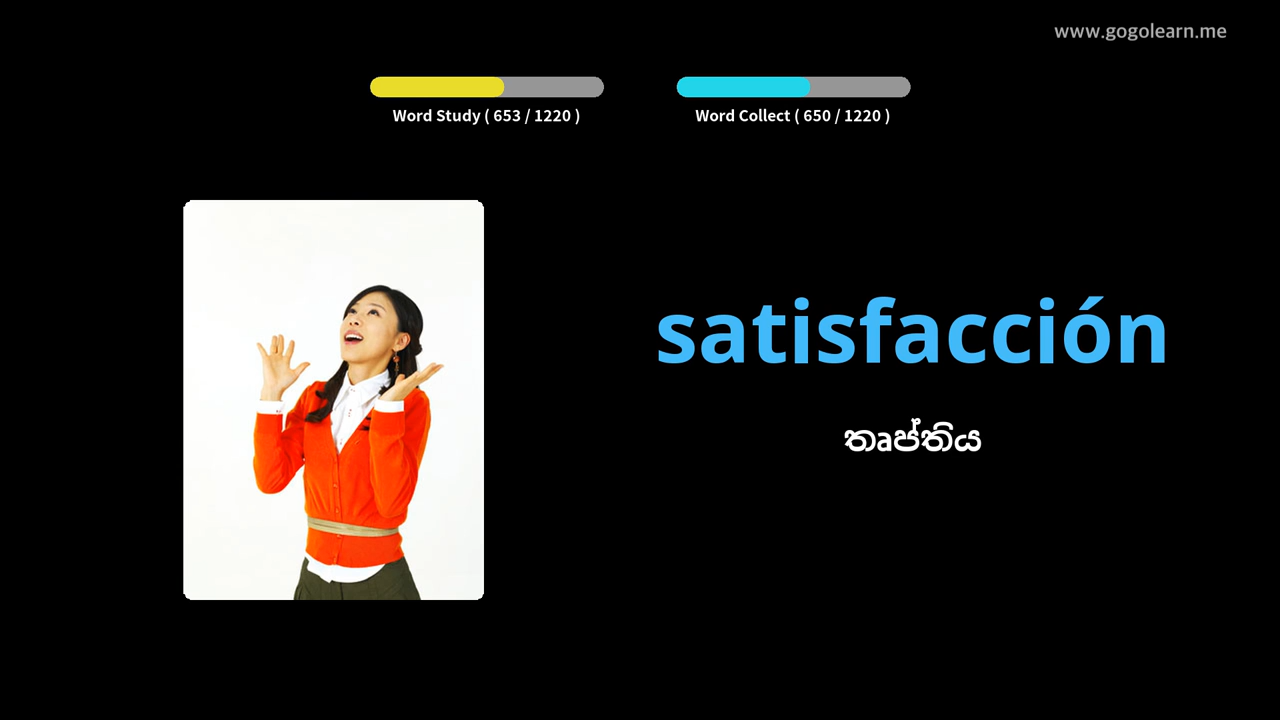 www.gogolearn.me
Word Study ( 653 / 1220 )
Word Collect ( 650 / 1220 )
satisfacción
තෘප්තිය